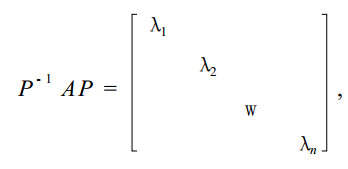 P⁻¹ AP = [ λ₁
λ₂
W
λₙ ] ,